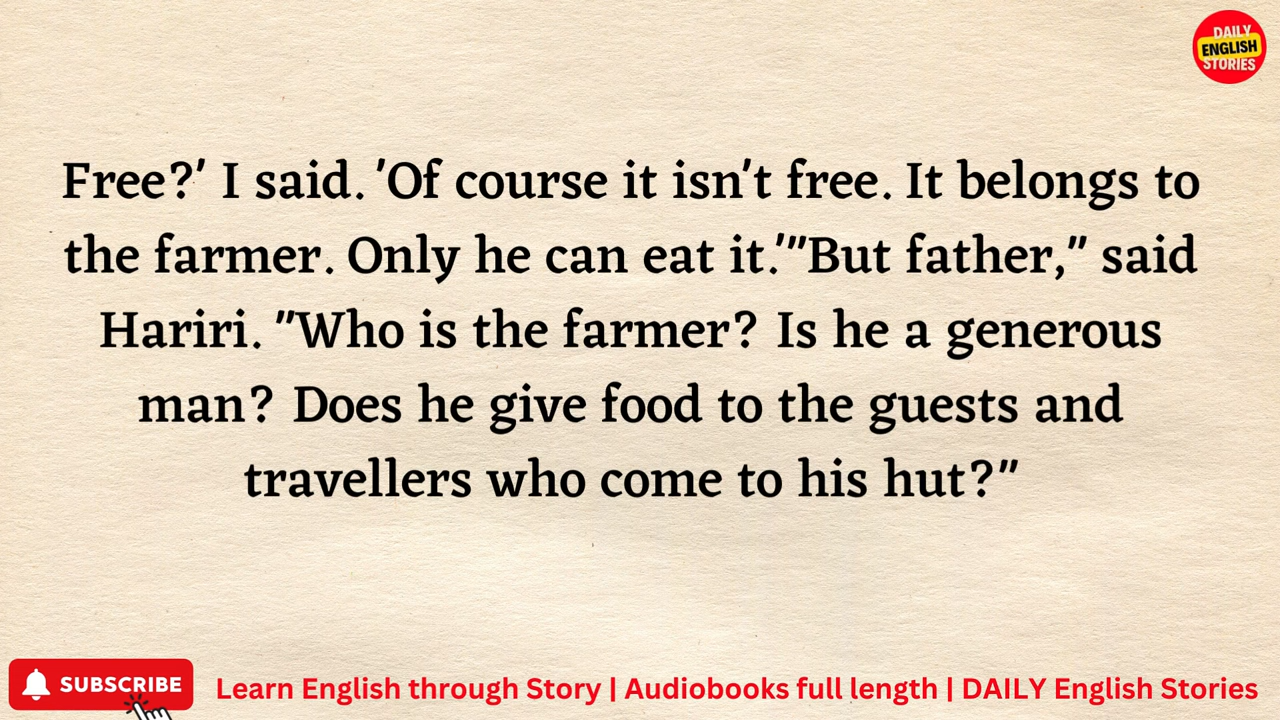 DAILY
ENGLISH
STORIES
Free?' I said. 'Of course it isn't free. It belongs to
the farmer. Only he can eat it.'"But father," said
Hariri. "Who is the farmer? Is he a generous
man? Does he give food to the guests and
travellers who come to his hut?"
SUBSCRIBE
Learn English through Story | Audiobooks full length | DAILY English Stories